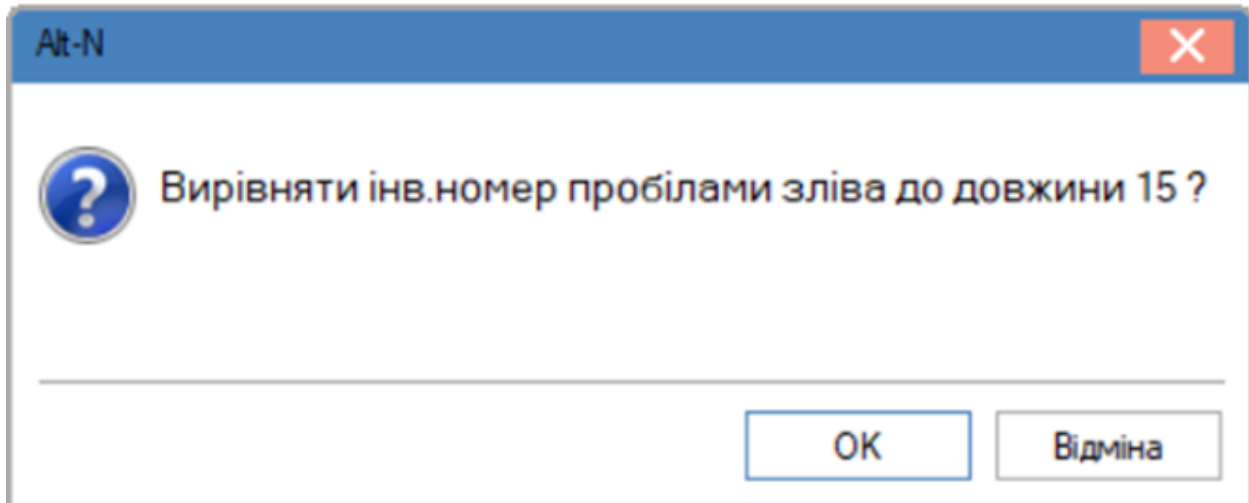 Alt-N
Вирівняти інв.номер пробілами зліва до довжини 15 ?
OK
Відміна